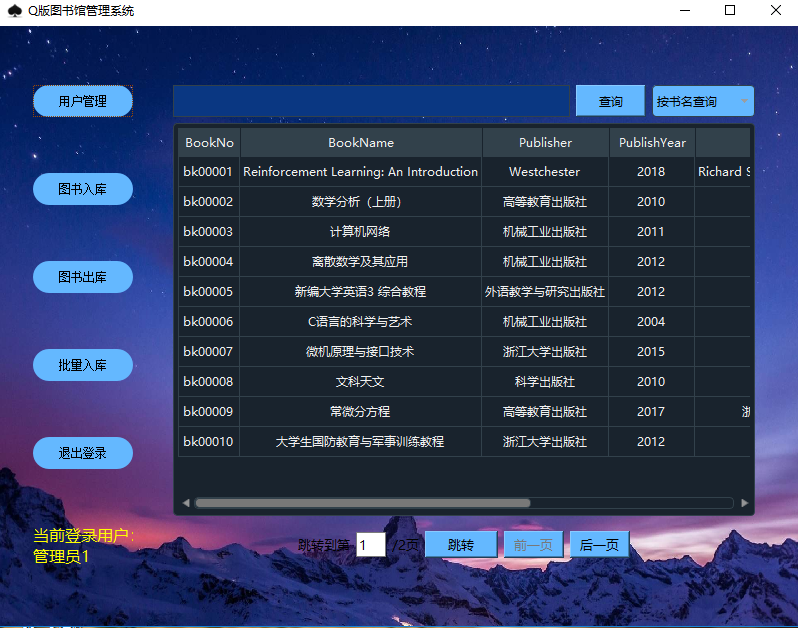 Q版图书馆管理系统
用户管理
查询 按书名查询
BookNo BookName Publisher PublishYear
bk00001 Reinforcement Learning: An Introduction Westchester 2018 Richard S
图书入库
bk00002 数学分析（上册） 高等教育出版社 2010
bk00003 计算机网络 机械工业出版社 2011
bk00004 离散数学及其应用 机械工业出版社 2012
图书出库
bk00005 新编大学英语3 综合教程 外语教学与研究出版社 2012
bk00006 C语言的科学与艺术 机械工业出版社 2004
bk00007 微机原理与接口技术 浙江大学出版社 2015
批量入库
bk00008 文科天文 科学出版社 2010
bk00009 常微分方程 高等教育出版社 2017 浙
bk00010 大学生国防教育与军事训练教程 浙江大学出版社 2012
退出登录
当前登录用户：
管理员1
跳转到第 1 /2页 跳转 前一页 后一页